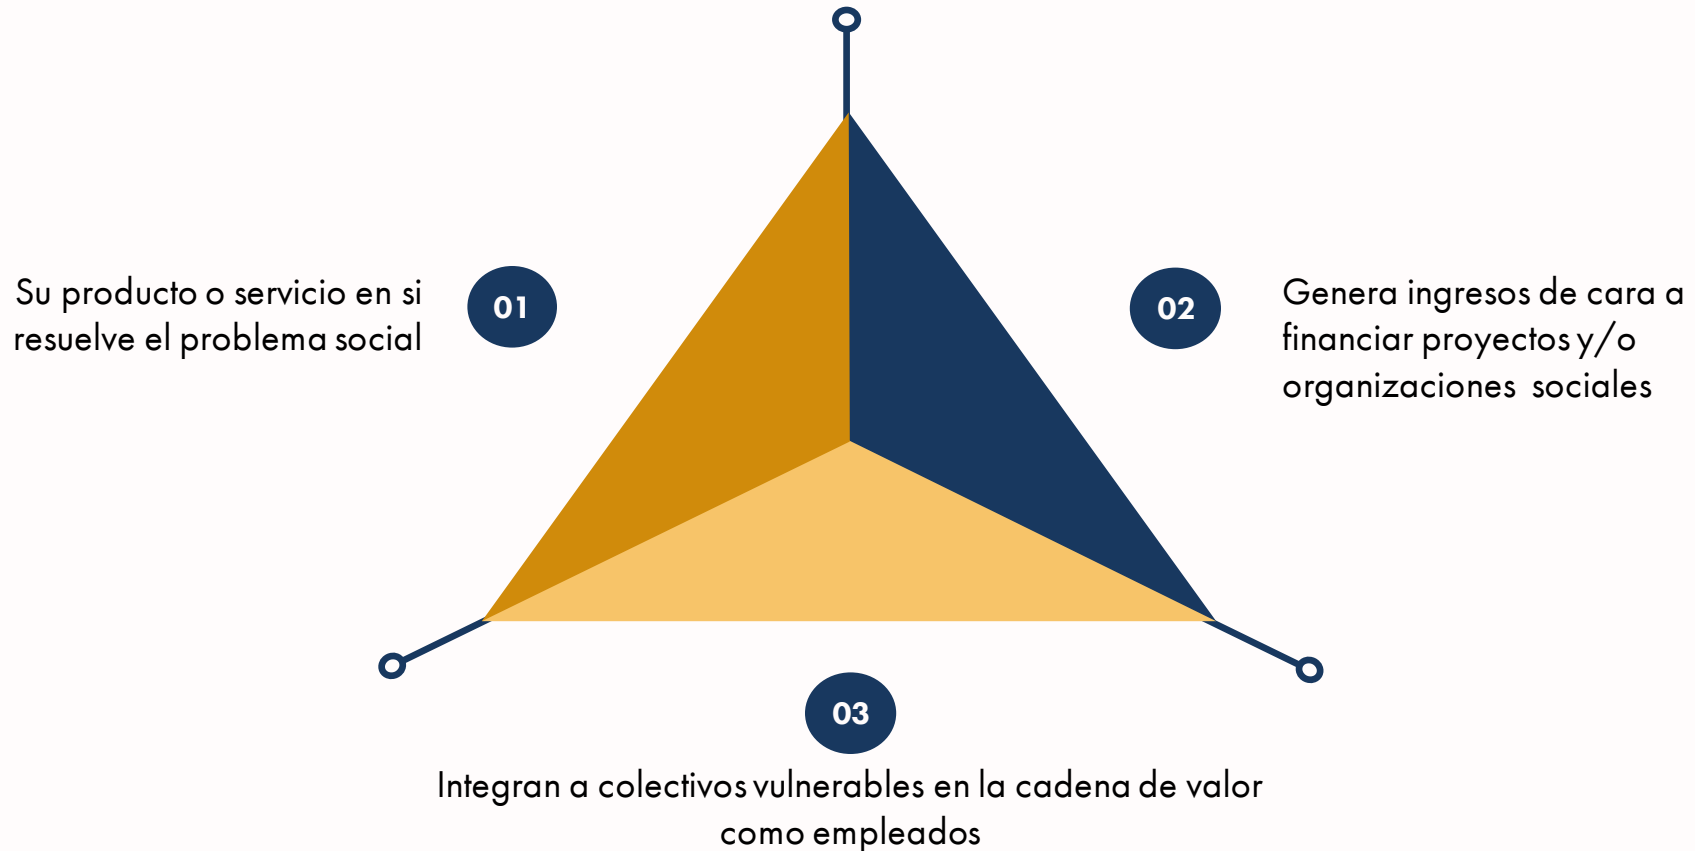 Su producto o servicio en si
resuelve el problema social
01
02
Genera ingresos de cara a
financiar proyectos y/o
organizaciones sociales
03
Integran a colectivos vulnerables en la cadena de valor
como empleados